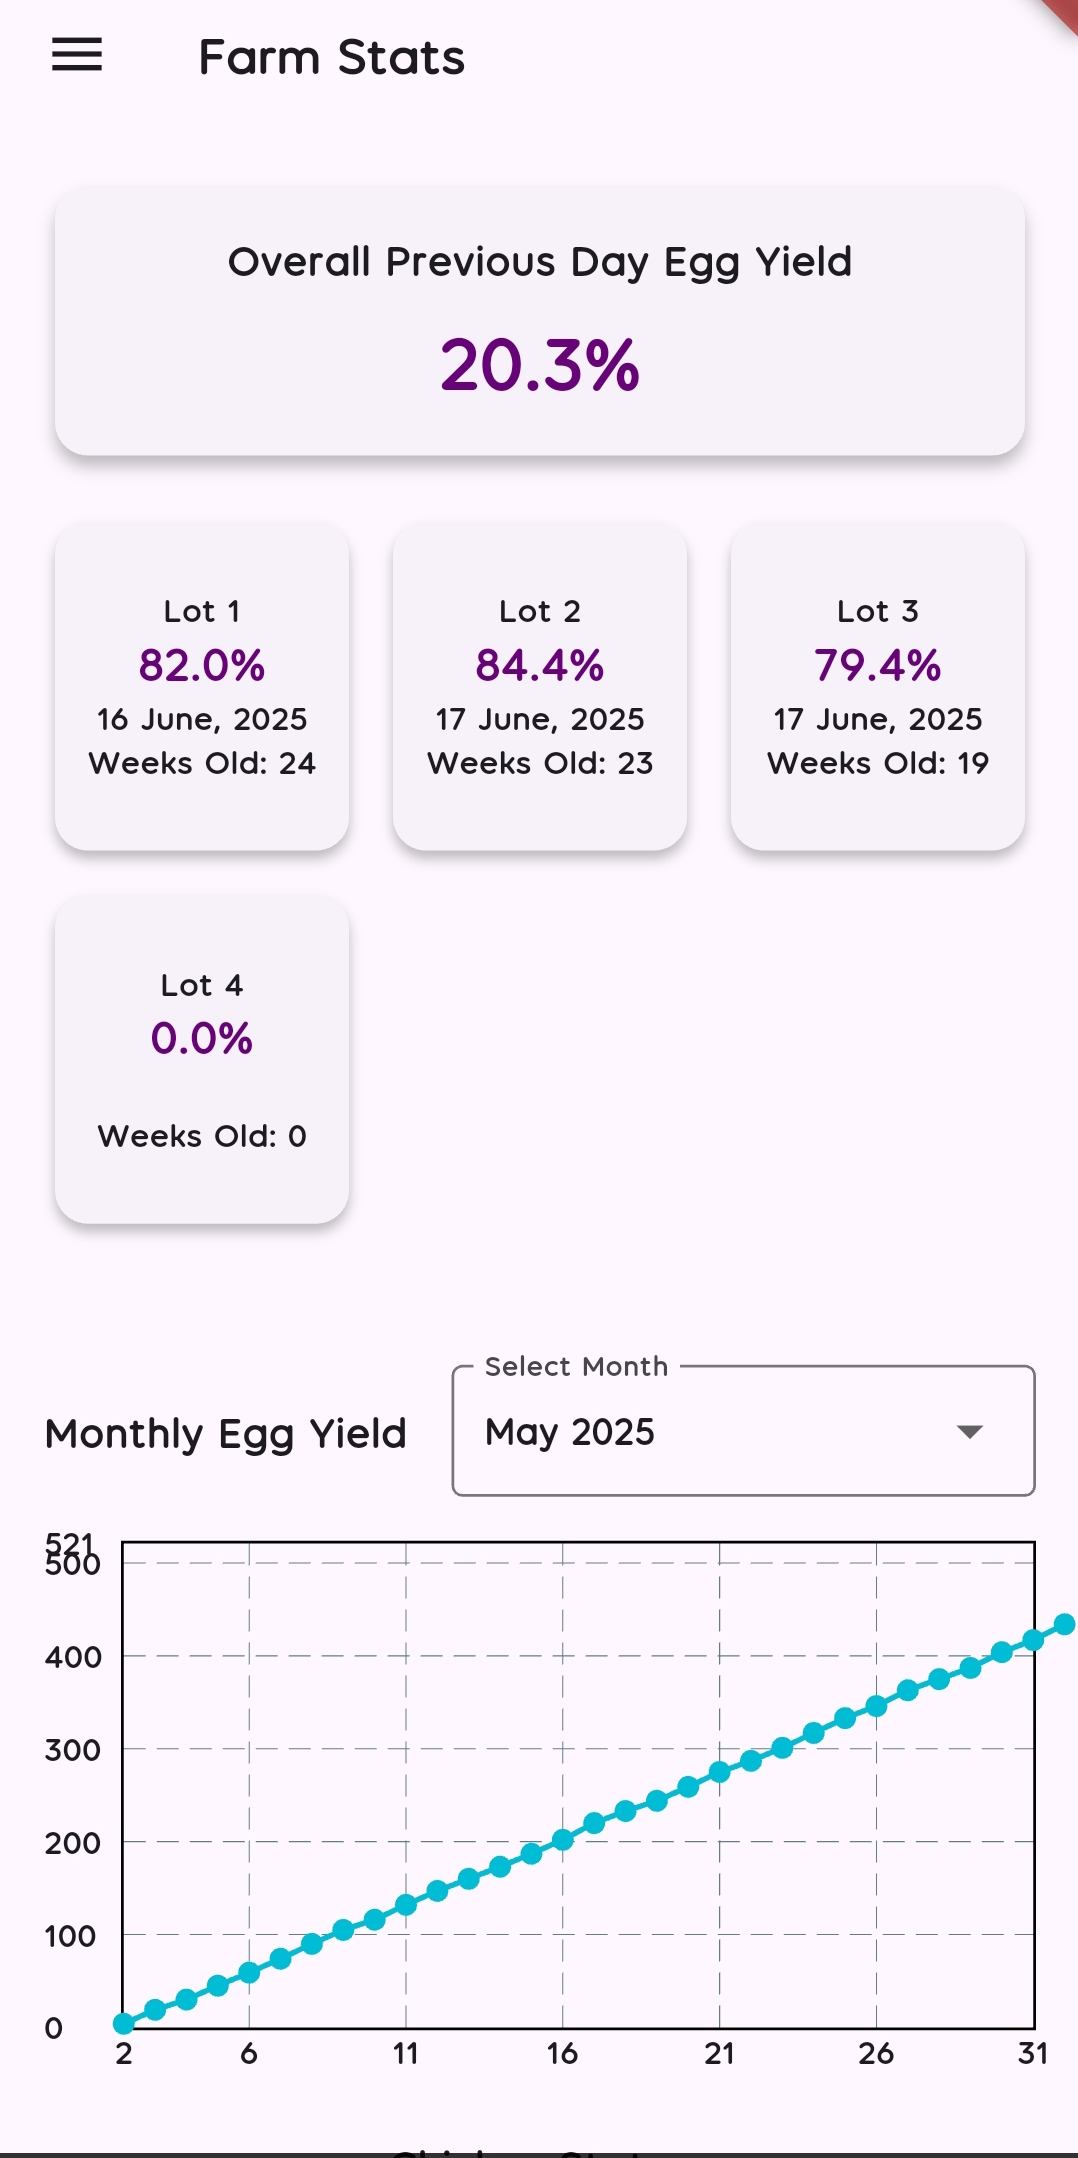 Farm Stats
Overall Previous Day Egg Yield
20.3%
Lot 1
82.0%
16 June, 2025
Weeks Old: 24
Lot 2
84.4%
17 June, 2025
Weeks Old: 23
Lot 3
79.4%
17 June, 2025
Weeks Old: 19
Lot 4
0.0%
Weeks Old: 0
Monthly Egg Yield
Select Month
May 2025
521
500
400
300
200
100
0
2 6 11 16 21 26 31